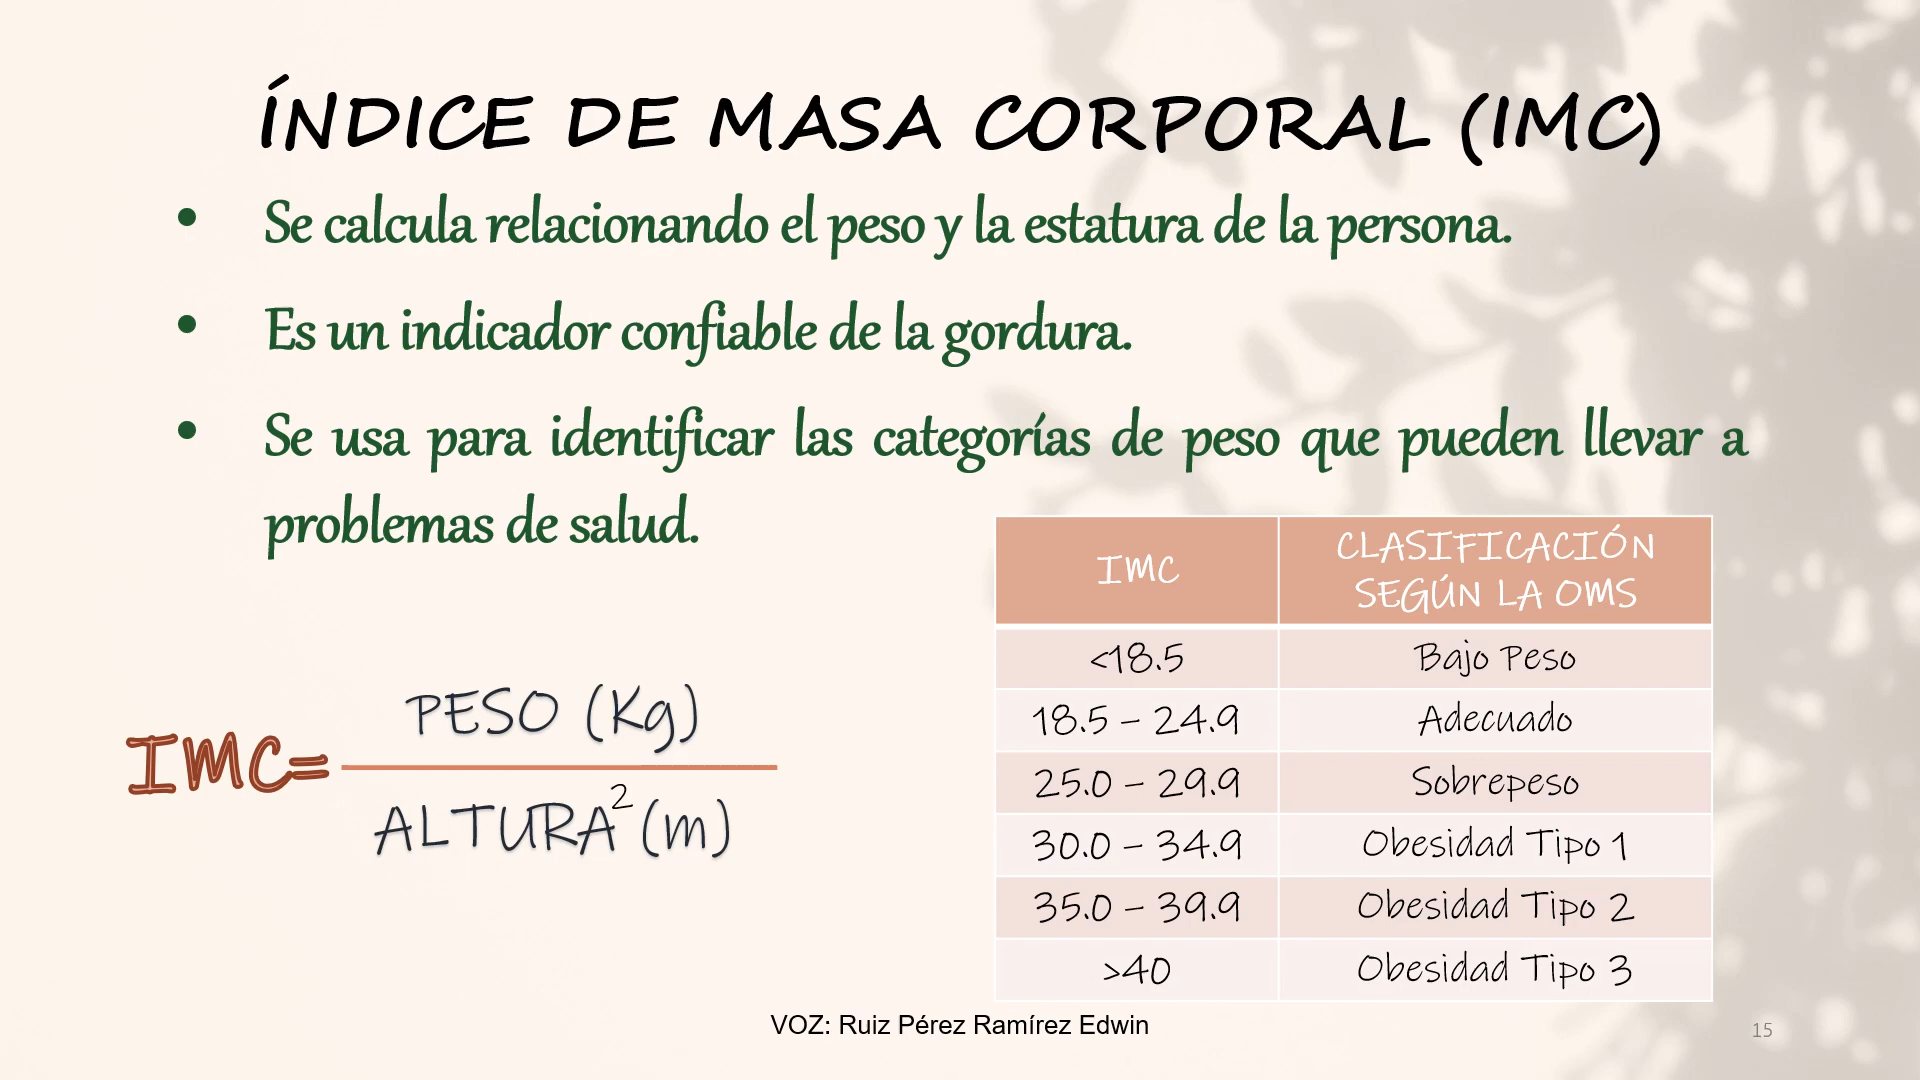 ÍNDICE DE MASA CORPORAL (IMC)
• Se calcula relacionando el peso y la estatura de la persona.
• Es un indicador confiable de la gordura.
• Se usa para identificar las categorías de peso que pueden llevar a
problemas de salud.
IMC=
PESO (Kg)
ALTURA² (m)
IMC CLASIFICACIÓN
SEGÚN LA OMS
<18.5 Bajo Peso
18.5 – 24.9 Adecuado
25.0 – 29.9 Sobrepeso
30.0 – 34.9 Obesidad Tipo 1
35.0 – 39.9 Obesidad Tipo 2
>40 Obesidad Tipo 3
VOZ: Ruiz Pérez Ramírez Edwin
15